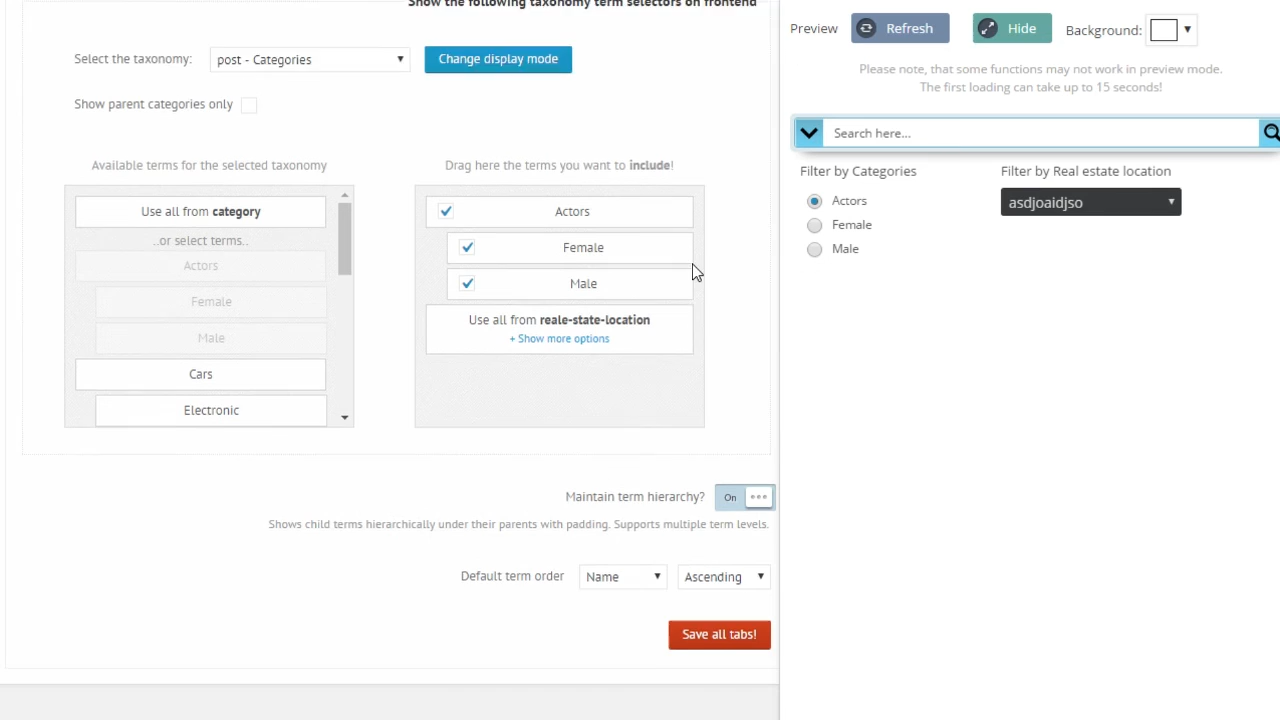 Show the following taxonomy term selectors on frontend
Select the taxonomy:
post - Categories
Change display mode
Show parent categories only
Available terms for the selected taxonomy
Drag here the terms you want to include!
Use all from category
..or select terms..
Actors
Female
Male
Cars
Electronic
Actors
Female
Male
Use all from reale-state-location
+ Show more options
Maintain term hierarchy?
On
Shows child terms hierarchically under their parents with padding. Supports multiple term levels.
Default term order
Name
Ascending
Save all tabs!
Preview
Refresh
Hide
Background:
Please note, that some functions may not work in preview mode.
The first loading can take up to 15 seconds!
Search here...
Filter by Categories
Actors
Female
Male
Filter by Real estate location
asdjoaidjso